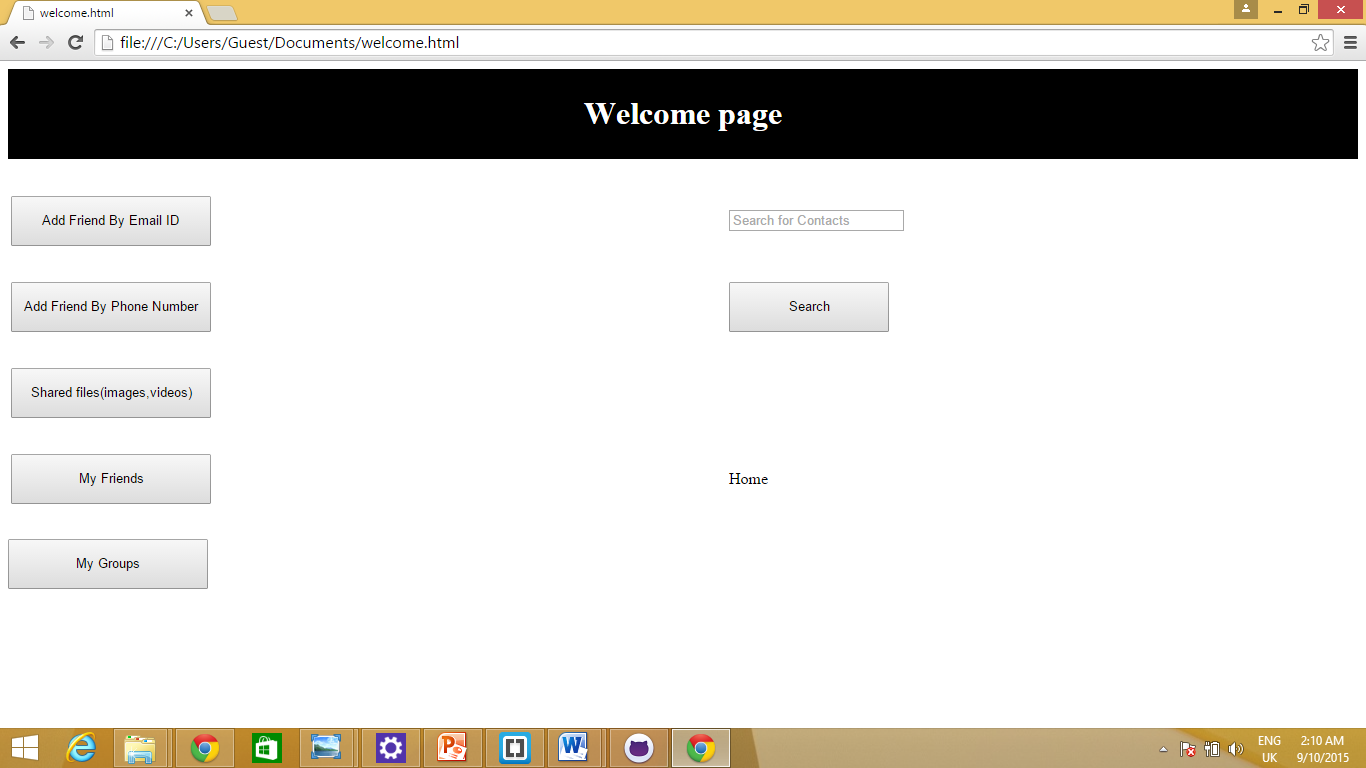 welcome.html
file:///C:/Users/Guest/Documents/welcome.html
Welcome page
Add Friend By Email ID
Search for Contacts
Add Friend By Phone Number
Search
Shared files(images,videos)
My Friends
Home
My Groups
ENG
2:10 AM
UK
9/10/2015